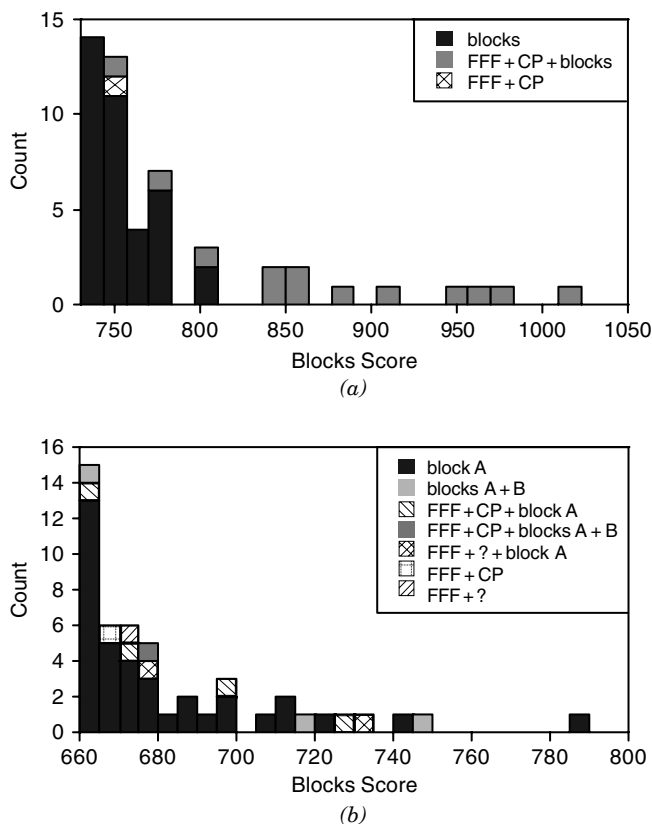 15
10
5
0
Count
blocks
FFF+CP+blocks
FFF+CP
750 800 850 900 950 1000 1050
Blocks Score
(a)
16
14
12
10
8
6
4
2
0
Count
block A
blocks A+B
FFF+CP+block A
FFF+CP+blocks A+B
FFF+?+block A
FFF+CP
FFF+?
660 680 700 720 740 760 780 800
Blocks Score
(b)